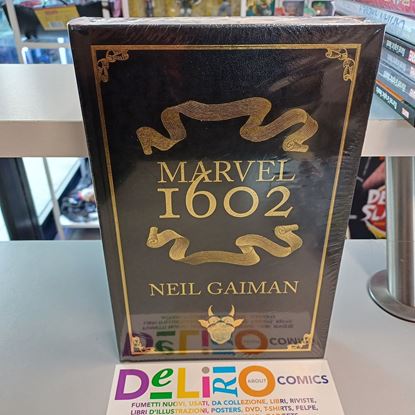 MARVEL
1602
NEIL GAIMAN
DeLiRiO ABOUT COMICS
FUMETTI NUOVI, USATI, DA COLLEZIONE, LIBRI, RIVISTE,
LIBRI D'ILLUSTRAZIONI, POSTERS, DVD, T-SHIRTS, FELPE,